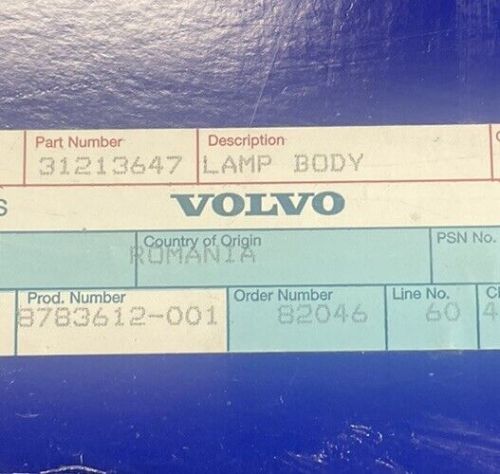 Part Number Description
31213647 LAMP BODY
S VOLVO
Country of Origin PSN No.
ROMANIA
Prod. Number Order Number Line No.
8783612-001 82046 60 4